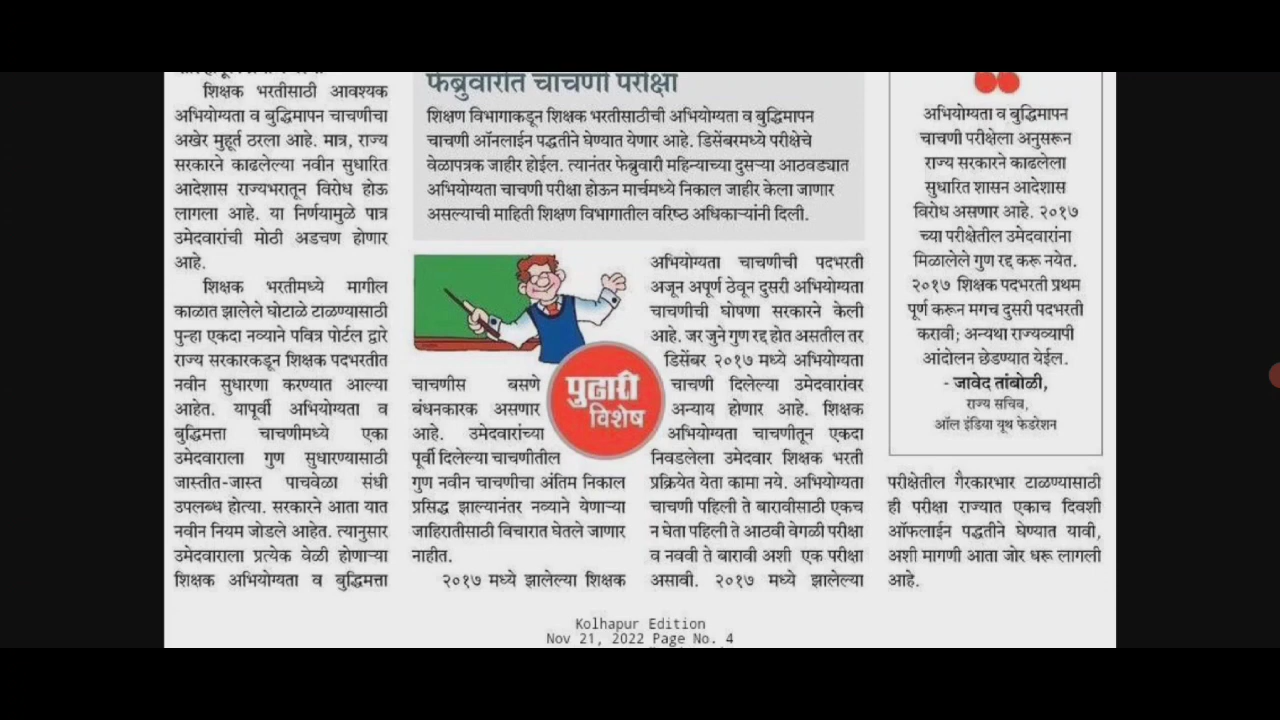 शिक्षक भरतीसाठी आवश्यक
अभियोग्यता व बुद्धिमापन चाचणीचा
अखेर मुहूर्त ठरला आहे. मात्र, राज्य
सरकारने काढलेल्या नवीन सुधारित
आदेशास राज्यभरातून विरोध होऊ
लागला आहे. या निर्णयामुळे पात्र
उमेदवारांची मोठी अडचण होणार
आहे.
शिक्षक भरतीमध्ये मागील
काळात झालेले घोटाळे टाळण्यासाठी
पुन्हा एकदा नव्याने पवित्र पोर्टल द्वारे
राज्य सरकारकडून शिक्षक पदभरतीत
नवीन सुधारणा करण्यात आल्या
आहेत. यापूर्वी अभियोग्यता व
बुद्धिमत्ता चाचणीमध्ये एका
उमेदवाराला गुण सुधारण्यासाठी
जास्तीत-जास्त पाचवेळा संधी
उपलब्ध होत्या. सरकारने आता यात
नवीन नियम जोडले आहेत. त्यानुसार
उमेदवाराला प्रत्येक वेळी होणाऱ्या
शिक्षक अभियोग्यता व बुद्धिमत्ता
फेब्रुवारीत चाचणी परीक्षा
शिक्षण विभागाकडून शिक्षक भरतीसाठीची अभियोग्यता व बुद्धिमापन
चाचणी ऑनलाईन पद्धतीने घेण्यात येणार आहे. डिसेंबरमध्ये परीक्षेचे
वेळापत्रक जाहीर होईल. त्यानंतर फेब्रुवारी महिन्याच्या दुसऱ्या आठवड्यात
अभियोग्यता चाचणी परीक्षा होऊन मार्चमध्ये निकाल जाहीर केला जाणार
असल्याची माहिती शिक्षण विभागातील वरिष्ठ अधिकाऱ्यांनी दिली.
चाचणीस बसणे
बंधनकारक असणार
आहे. उमेदवारांच्या
पूर्वी दिलेल्या चाचणीतील
गुण नवीन चाचणीचा अंतिम निकाल
प्रसिद्ध झाल्यानंतर नव्याने येणाऱ्या
जाहिरातीसाठी विचारात घेतले जाणार
नाहीत.
२०१७ मध्ये झालेल्या शिक्षक
पुढारी
विशेष
अभियोग्यता चाचणीची पदभरती
अजून अपूर्ण ठेवून दुसरी अभियोग्यता
चाचणीची घोषणा सरकारने केली
आहे. जर जुने गुण रद्द होत असतील तर
डिसेंबर २०१७ मध्ये अभियोग्यता
चाचणी दिलेल्या उमेदवारांवर
अन्याय होणार आहे. शिक्षक
अभियोग्यता चाचणीतून एकदा
निवडलेला उमेदवार शिक्षक भरती
प्रक्रियेत येता कामा नये. अभियोग्यता
चाचणी पहिली ते बारावीसाठी एकच
न घेता पहिली ते आठवी वेगळी परीक्षा
व नववी ते बारावी अशी एक परीक्षा
असावी. २०१७ मध्ये झालेल्या
अभियोग्यता व बुद्धिमापन
चाचणी परीक्षेला अनुसरून
राज्य सरकारने काढलेला
सुधारित शासन आदेशास
विरोध असणार आहे. २०१७
च्या परीक्षेतील उमेदवारांना
मिळालेले गुण रद्द करू नयेत.
२०१७ शिक्षक पदभरती प्रथम
पूर्ण करून मगच दुसरी पदभरती
करावी; अन्यथा राज्यव्यापी
आंदोलन छेडण्यात येईल.
- जावेद तांबोळी,
राज्य सचिव,
ऑल इंडिया यूथ फेडरेशन
परीक्षेतील गैरकारभार टाळण्यासाठी
ही परीक्षा राज्यात एकाच दिवशी
ऑफलाईन पद्धतीने घेण्यात यावी,
अशी मागणी आता जोर धरू लागली
आहे.
Kolhapur Edition
Nov 21, 2022 Page No. 4